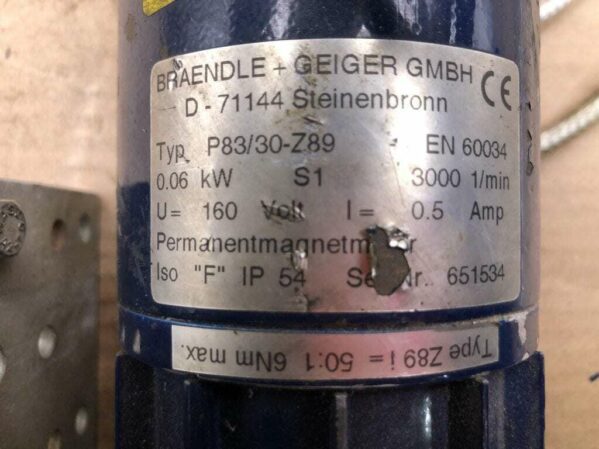 BRAENDLE + GEIGER GMBH CE
D - 71144 Steinenbronn
Typ P83/30-Z89 EN 60034
0.06 kW S1 3000 1/min
U = 160 Volt I = 0.5 Amp
Iso "F" IP 54 651534
Type Z89 i = 50:1 6Nm max.